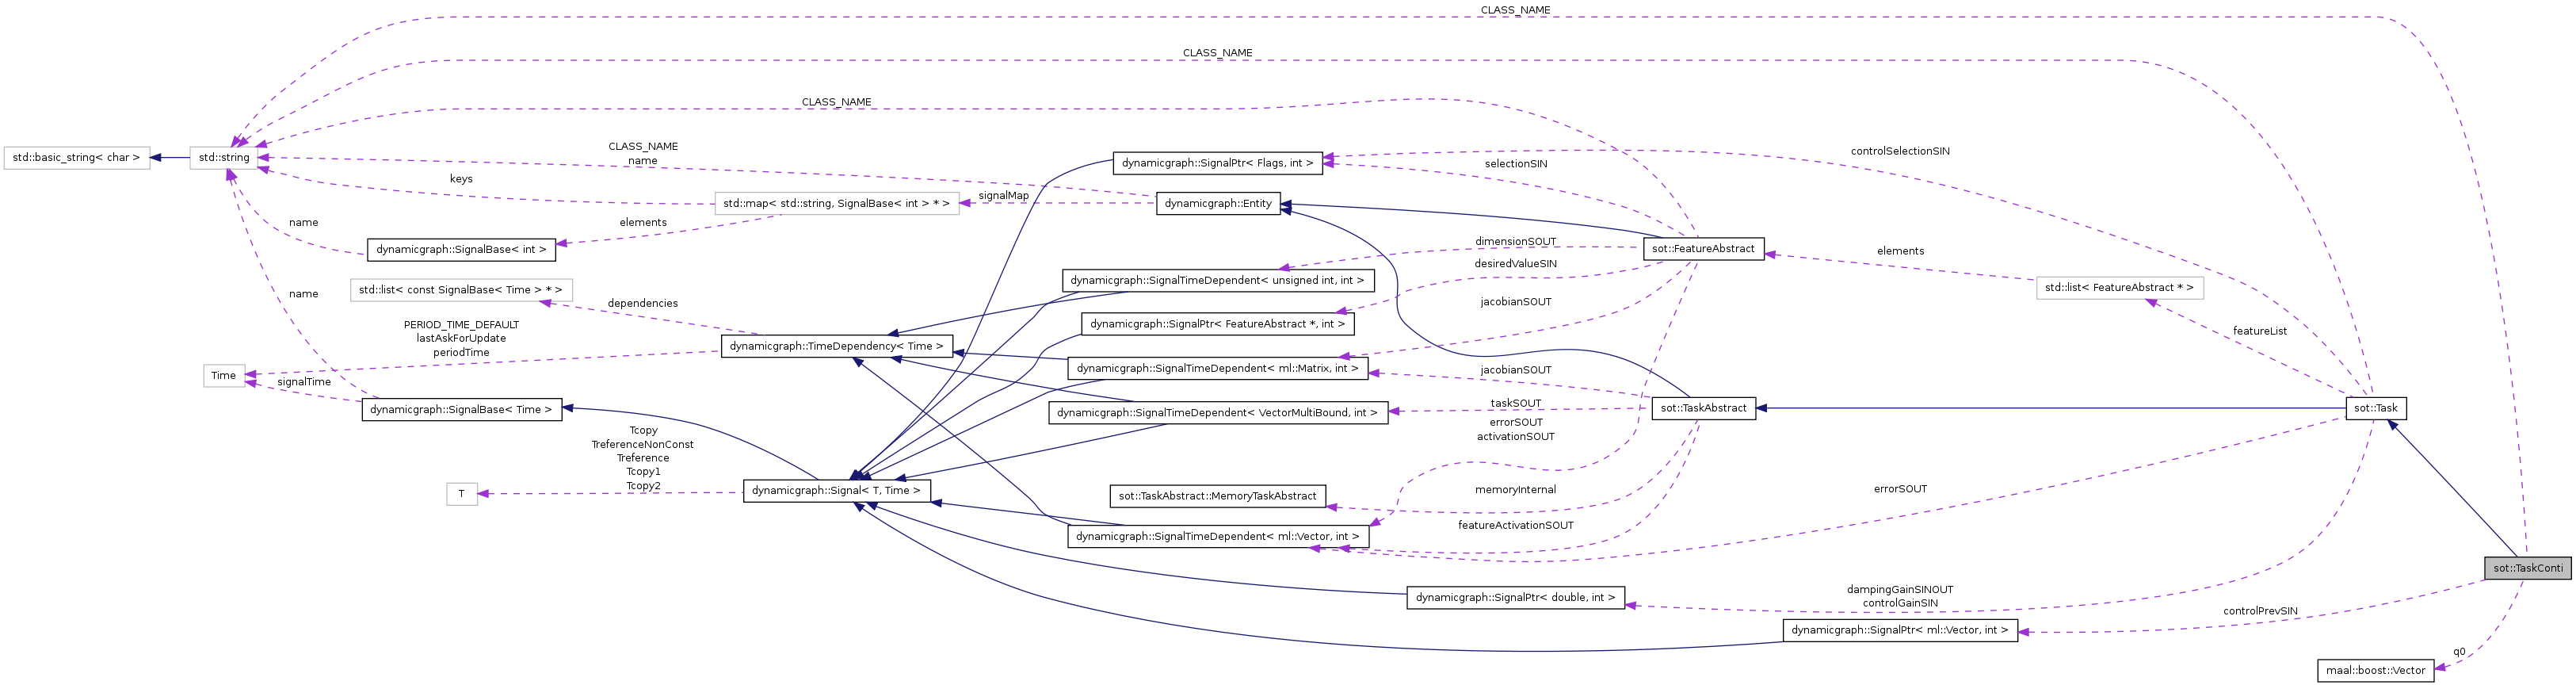 CLASS_NAME
CLASS_NAME
CLASS_NAME
CLASS_NAME
name
std::basic_string< char >
std::string
dynamicgraph::SignalPtr< Flags, int >
selectionSIN
controlSelectionSIN
keys
std::map< std::string, SignalBase< int > * >
signalMap
dynamicgraph::Entity
name
elements
dynamicgraph::SignalBase< int >
dimensionSOUT
sot::FeatureAbstract
elements
desiredValueSIN
dynamicgraph::SignalTimeDependent< unsigned int, int >
std::list< const SignalBase< Time > * >
std::list< FeatureAbstract * >
name
dependencies
jacobianSOUT
PERIOD_TIME_DEFAULT
lastAskForUpdate
periodTime
dynamicgraph::SignalPtr< FeatureAbstract *, int >
featureList
dynamicgraph::TimeDependency< Time >
Time
signalTime
dynamicgraph::SignalTimeDependent< ml::Matrix, int >
jacobianSOUT
dynamicgraph::SignalBase< Time >
dynamicgraph::SignalTimeDependent< VectorMultiBound, int >
taskSOUT
sot::TaskAbstract
sot::Task
errorSOUT
activationSOUT
Tcopy
TreferenceNonConst
Treference
Tcopy1
Tcopy2
T
dynamicgraph::Signal< T, Time >
sot::TaskAbstract::MemoryTaskAbstract
memoryInternal
errorSOUT
featureActivationSOUT
dynamicgraph::SignalTimeDependent< ml::Vector, int >
sot::TaskConti
dynamicgraph::SignalPtr< double, int >
dampingGainSINOUT
controlGainSIN
controlPrevSIN
dynamicgraph::SignalPtr< ml::Vector, int >
q0
maal::boost::Vector